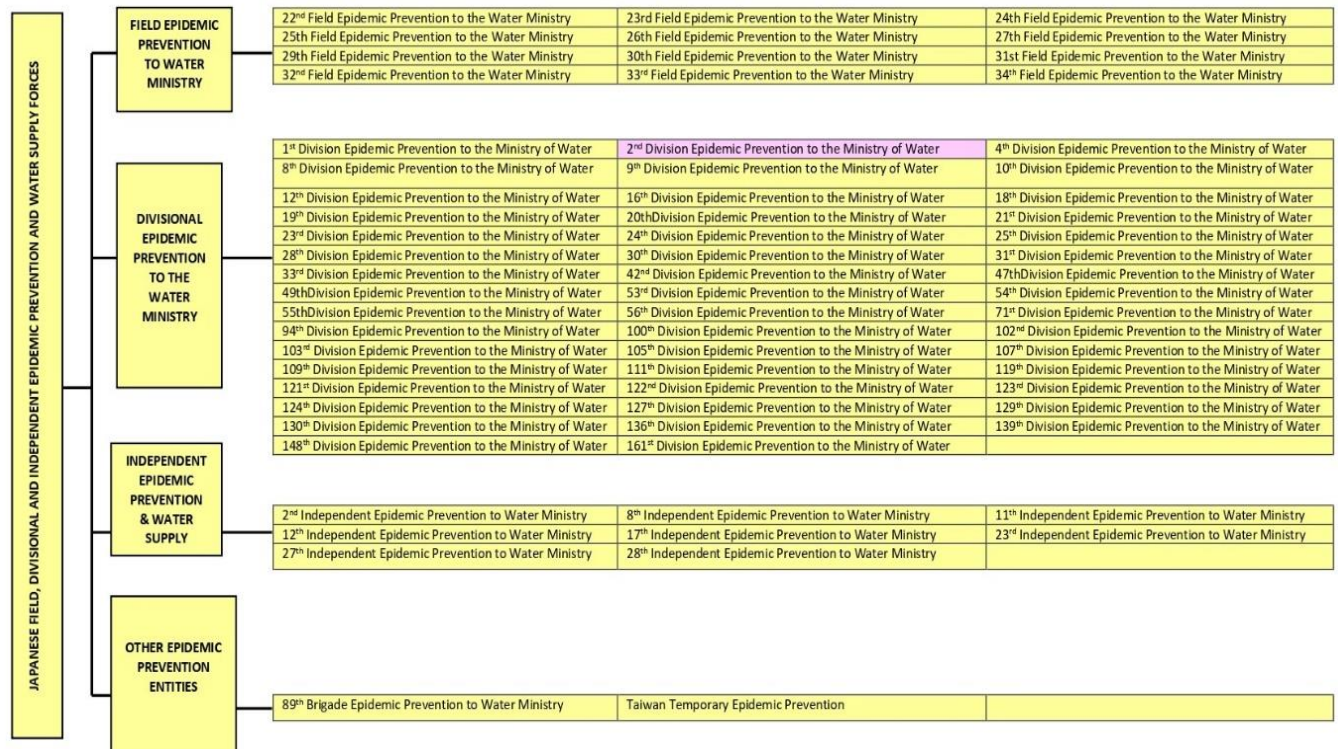 JAPANESE FIELD, DIVISIONAL AND INDEPENDENT EPIDEMIC PREVENTION AND WATER SUPPLY FORCES
FIELD EPIDEMIC
PREVENTION
TO WATER
MINISTRY
22nd Field Epidemic Prevention to the Water Ministry
23rd Field Epidemic Prevention to the Water Ministry
24th Field Epidemic Prevention to the Water Ministry
25th Field Epidemic Prevention to the Water Ministry
26th Field Epidemic Prevention to the Water Ministry
27th Field Epidemic Prevention to the Water Ministry
29th Field Epidemic Prevention to the Water Ministry
30th Field Epidemic Prevention to the Water Ministry
31st Field Epidemic Prevention to the Water Ministry
32nd Field Epidemic Prevention to the Water Ministry
33rd Field Epidemic Prevention to the Water Ministry
34th Field Epidemic Prevention to the Water Ministry
DIVISIONAL
EPIDEMIC
PREVENTION
TO THE
WATER
MINISTRY
1st Division Epidemic Prevention to the Ministry of Water
2nd Division Epidemic Prevention to the Ministry of Water
4th Division Epidemic Prevention to the Ministry of Water
8th Division Epidemic Prevention to the Ministry of Water
9th Division Epidemic Prevention to the Ministry of Water
10th Division Epidemic Prevention to the Ministry of Water
12th Division Epidemic Prevention to the Ministry of Water
16th Division Epidemic Prevention to the Ministry of Water
18th Division Epidemic Prevention to the Ministry of Water
19th Division Epidemic Prevention to the Ministry of Water
20thDivision Epidemic Prevention to the Ministry of Water
21st Division Epidemic Prevention to the Ministry of Water
23rd Division Epidemic Prevention to the Ministry of Water
24th Division Epidemic Prevention to the Ministry of Water
25th Division Epidemic Prevention to the Ministry of Water
28th Division Epidemic Prevention to the Ministry of Water
30th Division Epidemic Prevention to the Ministry of Water
31st Division Epidemic Prevention to the Ministry of Water
33rd Division Epidemic Prevention to the Ministry of Water
42nd Division Epidemic Prevention to the Ministry of Water
47thDivision Epidemic Prevention to the Ministry of Water
49thDivision Epidemic Prevention to the Ministry of Water
53rd Division Epidemic Prevention to the Ministry of Water
54th Division Epidemic Prevention to the Ministry of Water
55thDivision Epidemic Prevention to the Ministry of Water
56th Division Epidemic Prevention to the Ministry of Water
71st Division Epidemic Prevention to the Ministry of Water
94th Division Epidemic Prevention to the Ministry of Water
100th Division Epidemic Prevention to the Ministry of Water
102nd Division Epidemic Prevention to the Ministry of Water
103rd Division Epidemic Prevention to the Ministry of Water
105th Division Epidemic Prevention to the Ministry of Water
107th Division Epidemic Prevention to the Ministry of Water
109th Division Epidemic Prevention to the Ministry of Water
111th Division Epidemic Prevention to the Ministry of Water
119th Division Epidemic Prevention to the Ministry of Water
121st Division Epidemic Prevention to the Ministry of Water
122nd Division Epidemic Prevention to the Ministry of Water
123rd Division Epidemic Prevention to the Ministry of Water
124th Division Epidemic Prevention to the Ministry of Water
127th Division Epidemic Prevention to the Ministry of Water
129th Division Epidemic Prevention to the Ministry of Water
130th Division Epidemic Prevention to the Ministry of Water
136th Division Epidemic Prevention to the Ministry of Water
139th Division Epidemic Prevention to the Ministry of Water
148th Division Epidemic Prevention to the Ministry of Water
161st Division Epidemic Prevention to the Ministry of Water
INDEPENDENT
EPIDEMIC
PREVENTION
& WATER
SUPPLY
2nd Independent Epidemic Prevention to Water Ministry
8th Independent Epidemic Prevention to Water Ministry
11th Independent Epidemic Prevention to Water Ministry
12th Independent Epidemic Prevention to Water Ministry
17th Independent Epidemic Prevention to Water Ministry
23rd Independent Epidemic Prevention to Water Ministry
27th Independent Epidemic Prevention to Water Ministry
28th Independent Epidemic Prevention to Water Ministry
OTHER EPIDEMIC
PREVENTION
ENTITIES
89th Brigade Epidemic Prevention to Water Ministry
Taiwan Temporary Epidemic Prevention